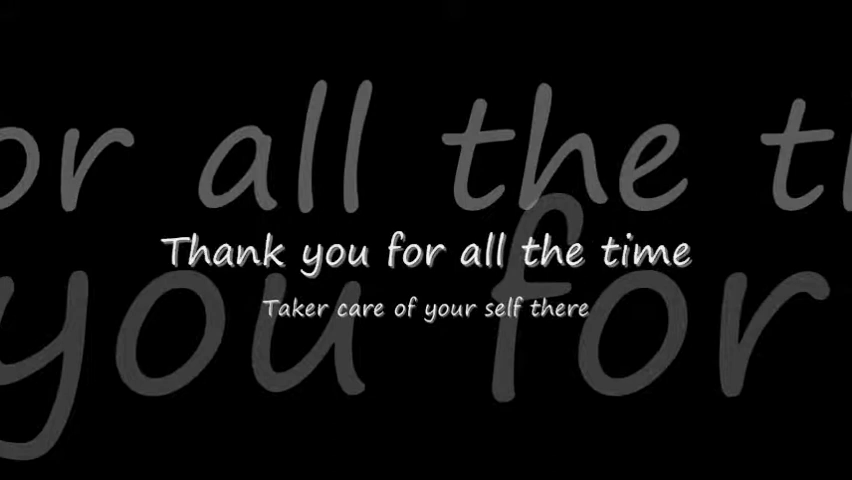 or all the t
Thank you for all the time
Taker care of your self there
you for